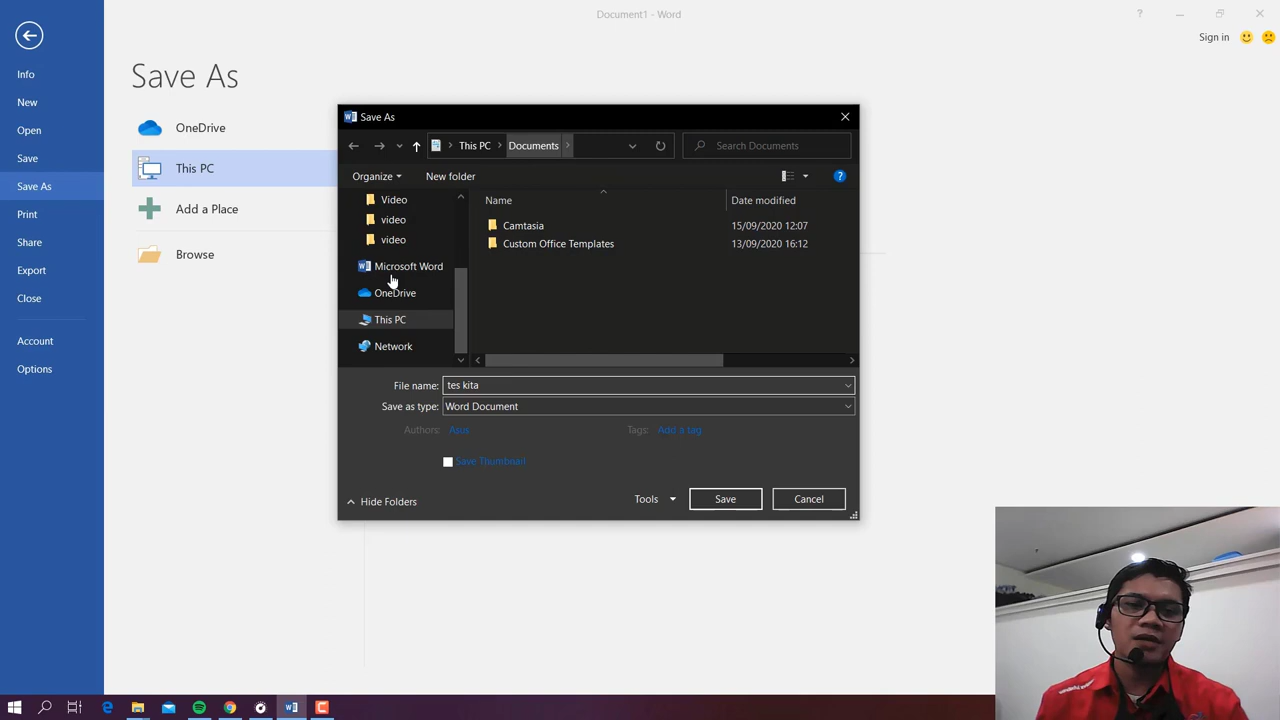 Document1 - Word
?
Sign in
Info
New
Open
Save
Save As
Print
Share
Export
Close
Account
Options
Save As
OneDrive
This PC
Add a Place
Browse
Save As
This PC
Documents
Search Documents
Organize
New folder
?
Video
video
video
Microsoft Word
OneDrive
This PC
Network
Name
Date modified
Camtasia
15/09/2020 12:07
Custom Office Templates
13/09/2020 16:12
File name: tes kita
Save as type: Word Document
Authors: Asus
Tags: Add a tag
Save Thumbnail
Hide Folders
Tools
Save
Cancel